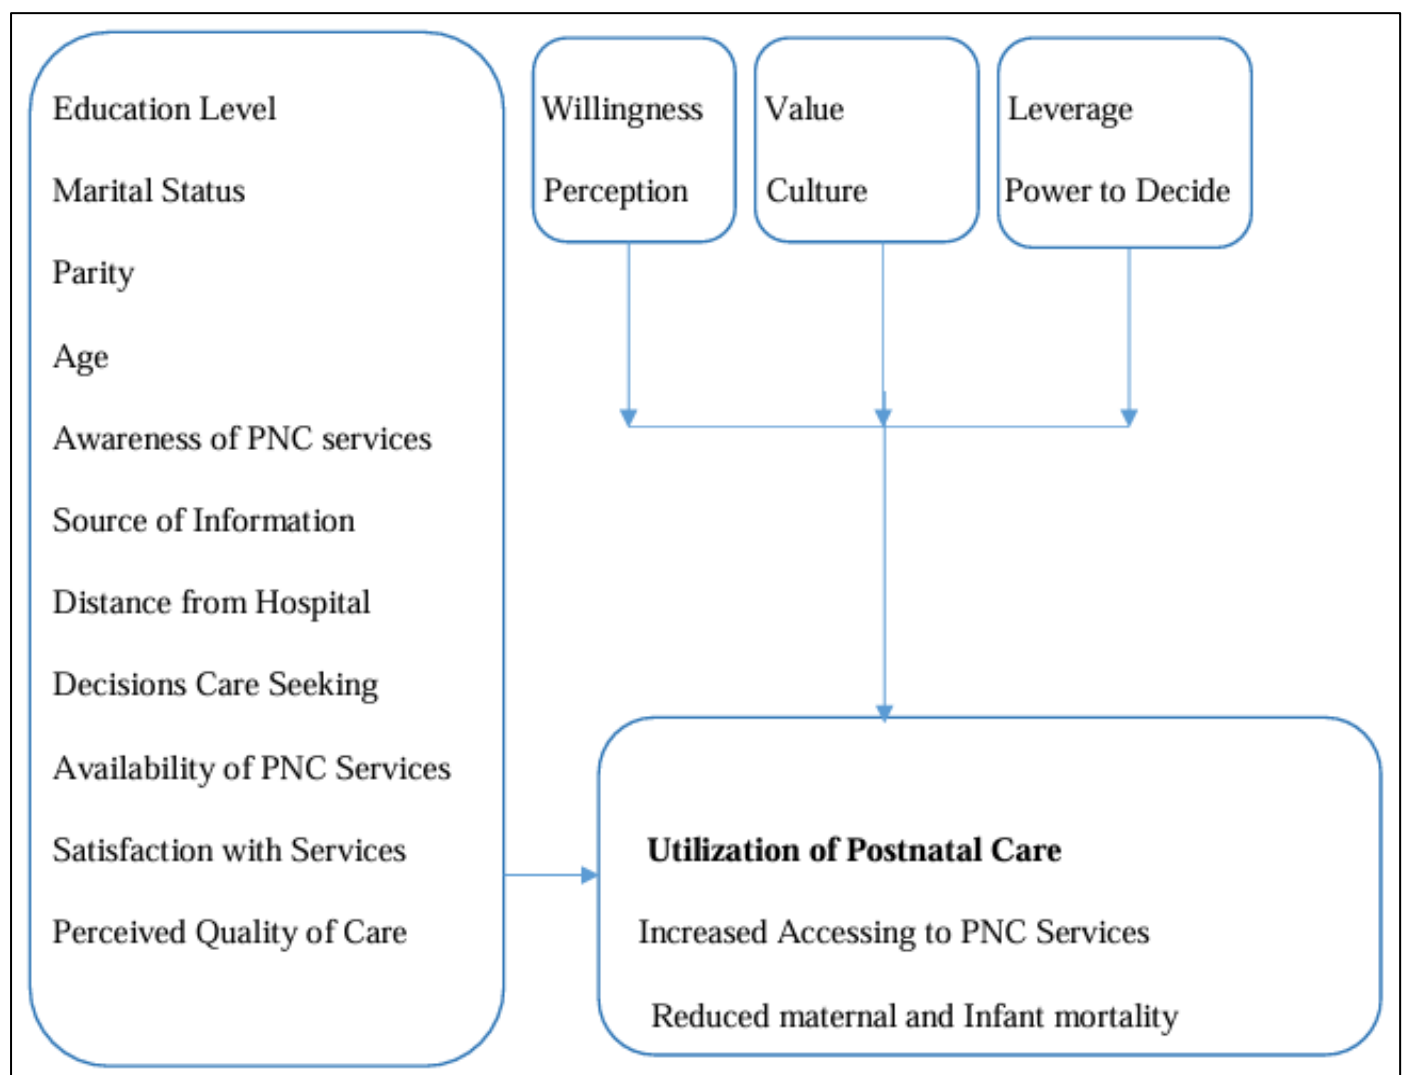 Education Level
Marital Status
Parity
Age
Awareness of PNC services
Source of Information
Distance from Hospital
Decisions Care Seeking
Availability of PNC Services
Satisfaction with Services
Perceived Quality of Care
Willingness
Perception
Value
Culture
Leverage
Power to Decide
Utilization of Postnatal Care
Increased Accessing to PNC Services
Reduced maternal and Infant mortality